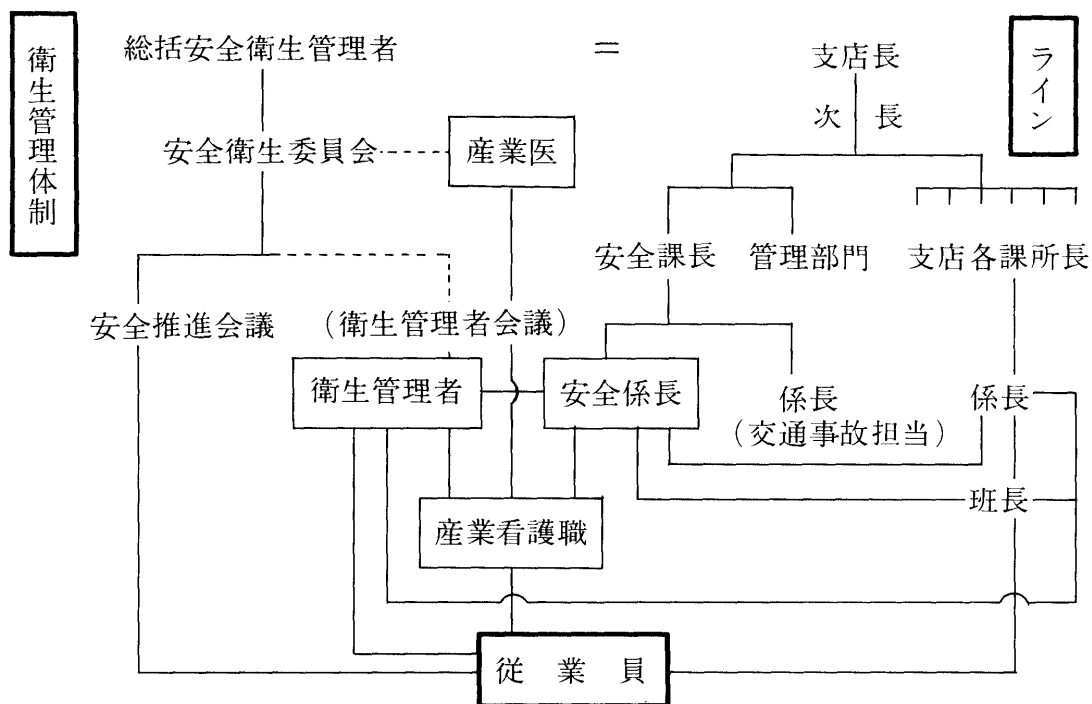 衛生管理体制
総括安全衛生管理者
=
支店長
ライン
次長
安全衛生委員会
産業医
安全課長
管理部門
支店各課所長
安全推進会議
(衛生管理者会議)
衛生管理者
安全係長
係長
(交通事故担当)
係長
班長
産業看護職
従業員